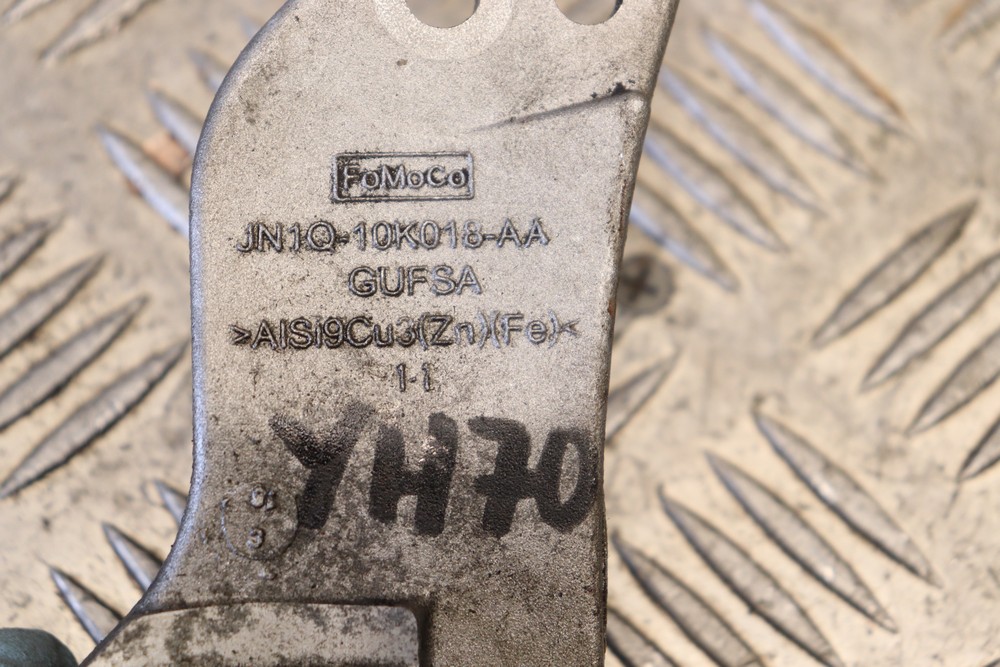 FoMoCo
JN1Q-10K018-AA
GUFSA
>AlSi9Cu3(Zn)(Fe)<
1-1
YH70